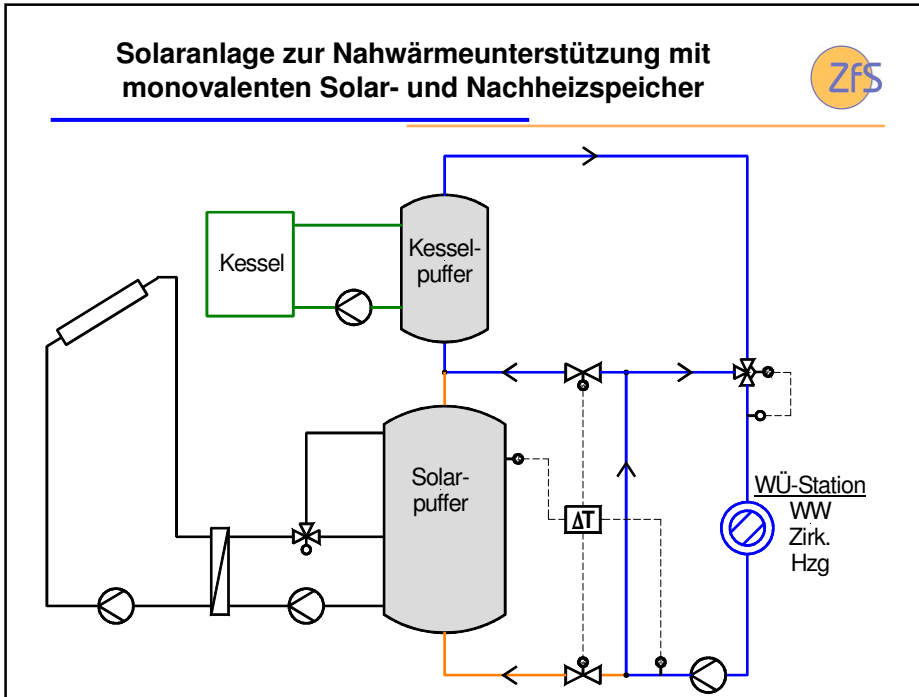 Solaranlage zur Nahwärmeunterstützung mit
monovalenten Solar- und Nachheizspeicher
ZfS
Kessel
Kessel-
puffer
Solar-
puffer
ΔT
WÜ-Station
WW
Zirk.
Hzg